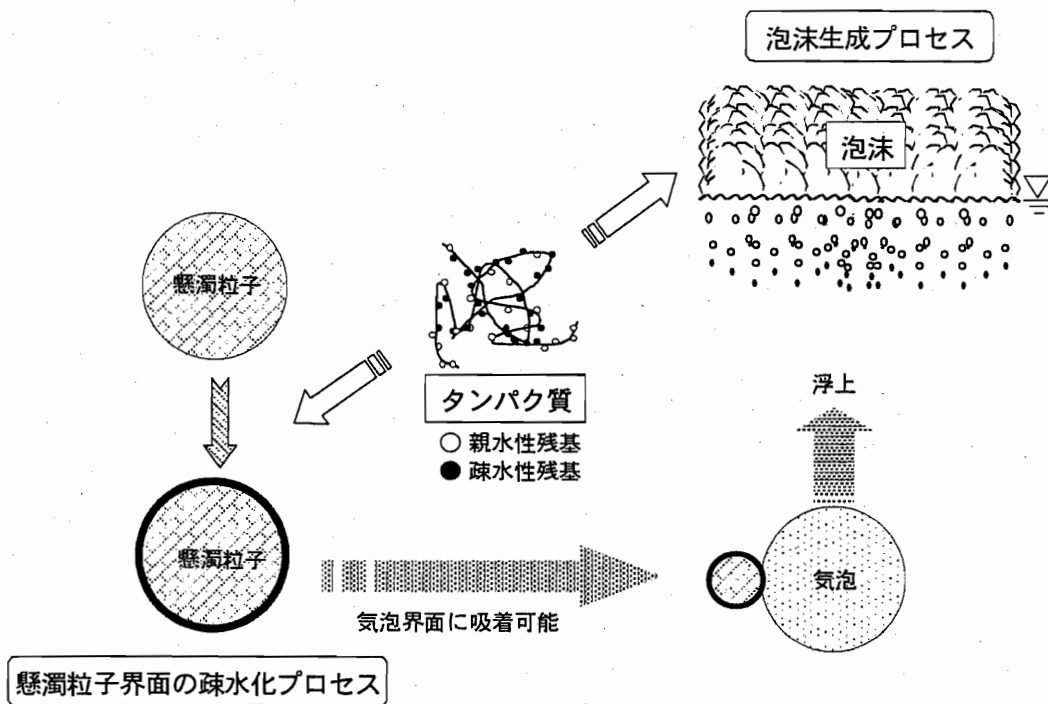 泡沫生成プロセス
泡沫
懸濁粒子
タンパク質
○ 親水性残基
● 疎水性残基
浮上
懸濁粒子
気泡界面に吸着可能
気泡
懸濁粒子界面の疎水化プロセス